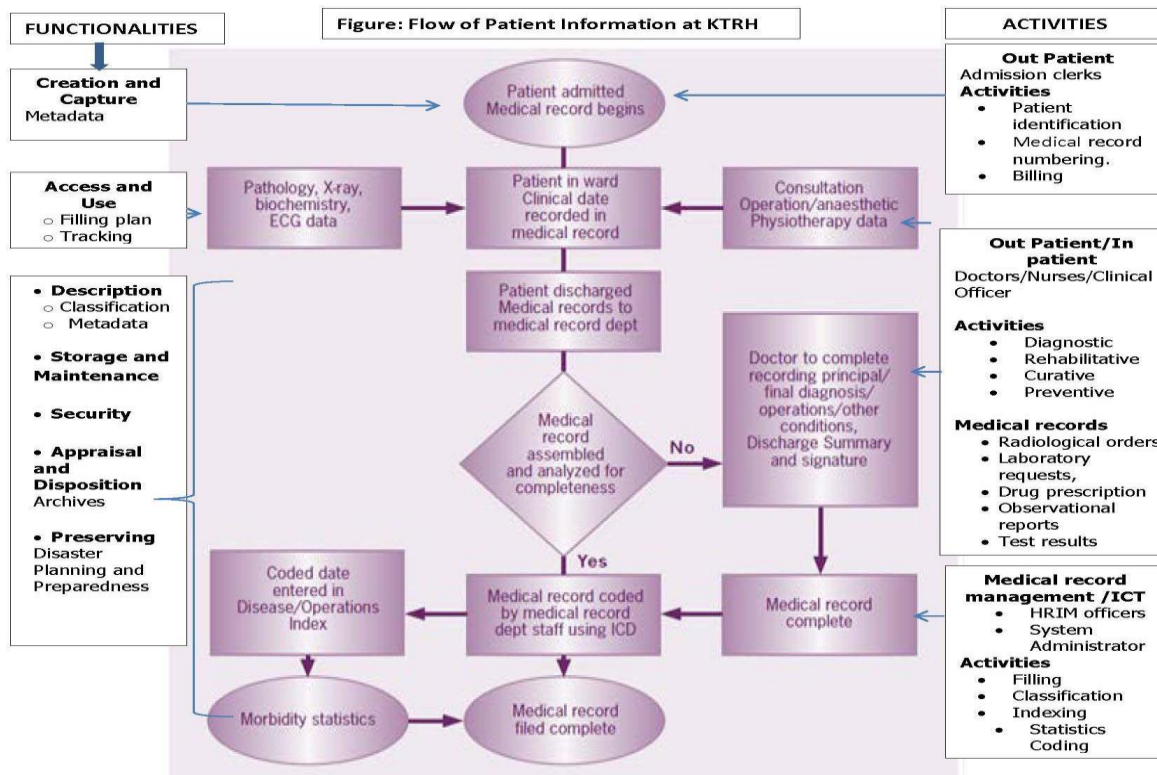 FUNCTIONALITIES
Figure: Flow of Patient Information at KTRH
ACTIVITIES
Creation and
Capture
Metadata
Patient admitted
Medical record begins
Out Patient
Admission clerks
Activities
• Patient
identification
• Medical record
numbering.
• Billing
Access and
Use
o Filling plan
o Tracking
Pathology, X-ray,
biochemistry,
ECG data
Patient in ward
Clinical date
recorded in
medical record
Consultation
Operation/anaesthetic
Physiotherapy data
Out Patient/In
patient
Doctors/Nurses/Clinical
Officer
Activities
• Diagnostic
• Rehabilitative
• Curative
• Preventive
Medical records
• Radiological orders
• Laboratory
requests,
• Drug prescription
• Observational
reports
• Test results
• Description
o Classification
o Metadata
• Storage and
Maintenance
• Security
• Appraisal
and
Disposition
Archives
• Preserving
Disaster
Planning and
Preparedness
Patient discharged
Medical records to
medical record dept
Medical
record
assembled
and analyzed for
completeness
No
Doctor to complete
recording principal/
final diagnosis/
operations/other
conditions,
Discharge Summary
and signature
Yes
Coded date
entered in
Disease/Operations
Index
Medical record coded
by medical record
dept staff using ICD
Medical record
complete
Medical record
management /ICT
• HRIM officers
• System
Administrator
Activities
• Filling
• Classification
• Indexing
• Statistics
Coding
Morbidity statistics
Medical record
filed complete